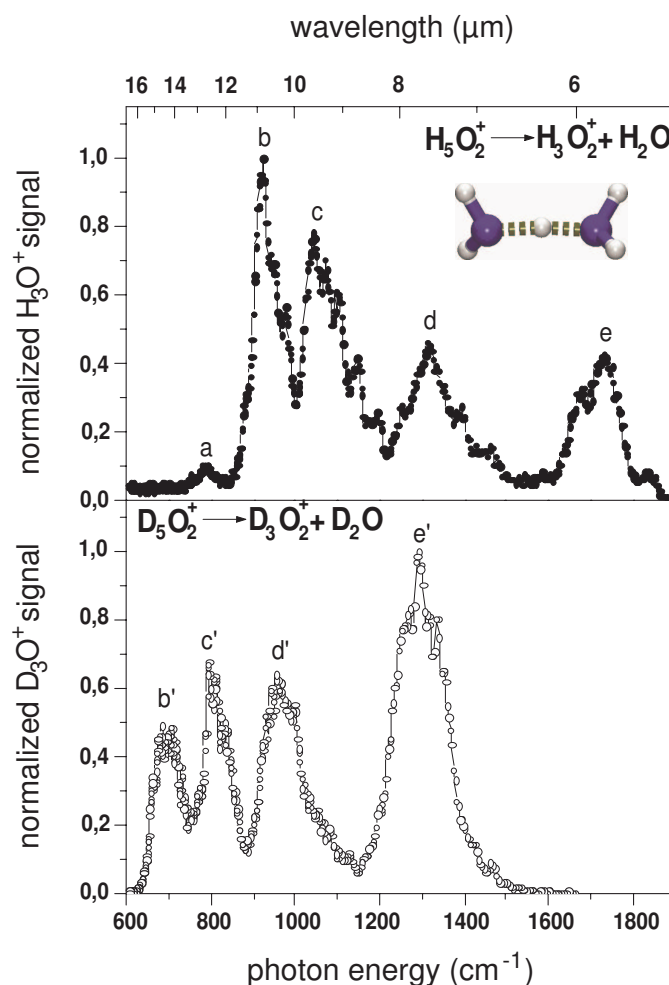 wavelength (µm)
16 14 12 10 8 6
normalized H₃O⁺ signal
1,0
0,8
0,6
0,4
0,2
0,0
H₅O₂⁺ → H₃O₂⁺ + H₂O
a
b
c
d
e
normalized D₃O⁺ signal
1,0
0,8
0,6
0,4
0,2
0,0
D₅O₂⁺ → D₃O₂⁺ + D₂O
b'
c'
d'
e'
600 800 1000 1200 1400 1600 1800
photon energy (cm⁻¹)